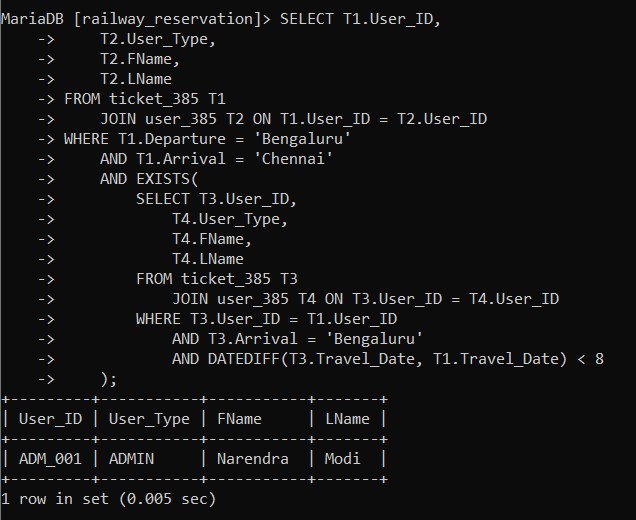 MariaDB [railway_reservation]> SELECT T1.User_ID,
    ->     T2.User_Type,
    ->     T2.FName,
    ->     T2.LName
    -> FROM ticket_385 T1
    ->     JOIN user_385 T2 ON T1.User_ID = T2.User_ID
    -> WHERE T1.Departure = 'Bengaluru'
    ->     AND T1.Arrival = 'Chennai'
    ->     AND EXISTS(
    ->         SELECT T3.User_ID,
    ->             T4.User_Type,
    ->             T4.FName,
    ->             T4.LName
    ->         FROM ticket_385 T3
    ->             JOIN user_385 T4 ON T3.User_ID = T4.User_ID
    ->         WHERE T3.User_ID = T1.User_ID
    ->             AND T3.Arrival = 'Bengaluru'
    ->             AND DATEDIFF(T3.Travel_Date, T1.Travel_Date) < 8
    ->     );
+---------+-----------+----------+-------+
| User_ID | User_Type | FName    | LName |
+---------+-----------+----------+-------+
| ADM_001 | ADMIN     | Narendra | Modi  |
+---------+-----------+----------+-------+
1 row in set (0.005 sec)